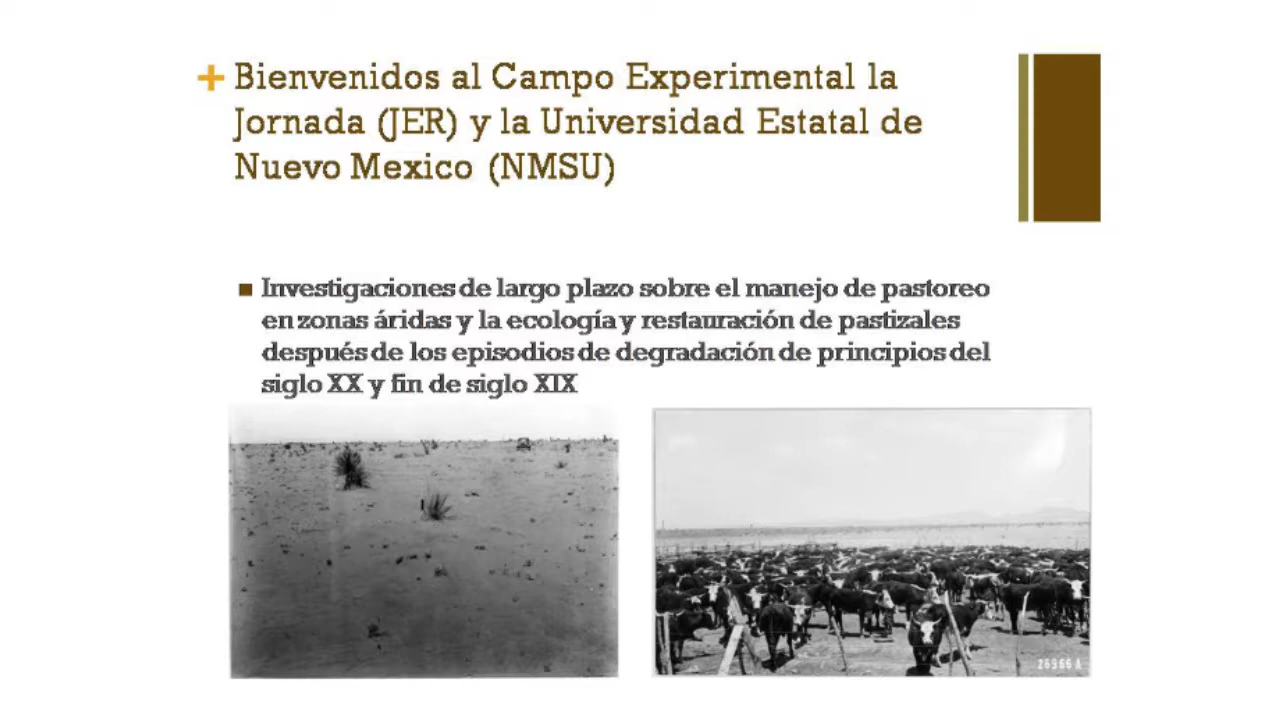 Bienvenidos al Campo Experimental la
Jornada (JER) y la Universidad Estatal de
Nuevo Mexico (NMSU)
Investigaciones de largo plazo sobre el manejo de pastoreo
en zonas áridas y la ecología y restauración de pastizales
después de los episodios de degradación de principios del
siglo XX y fin de siglo XIX
26566 A